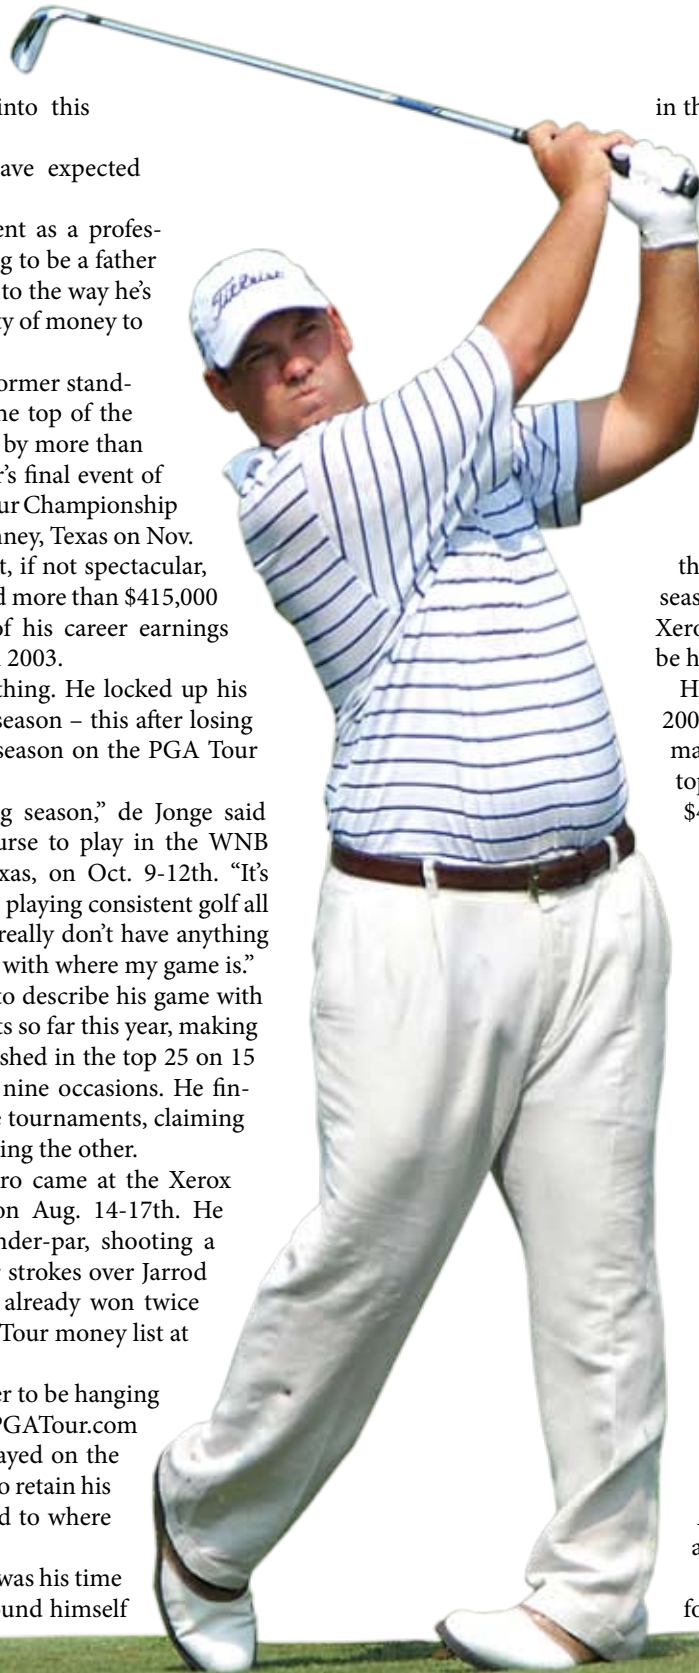 into this
ave expected
ent as a profes-
g to be a father
to the way he's
ty of money to
ormer stand-
he top of the
by more than
r's final event of
ur Championship
nney, Texas on Nov.
t, if not spectacular,
d more than $415,000
of his career earnings
2003.
thing. He locked up his
season – this after losing
season on the PGA Tour
g season,” de Jonge said
urse to play in the WNB
xas, on Oct. 9-12th. “It's
playing consistent golf all
really don't have anything
with where my game is.”
to describe his game with
ts so far this year, making
shed in the top 25 on 15
nine occasions. He fin-
e tournaments, claiming
ing the other.
ro came at the Xerox
on Aug. 14-17th. He
nder-par, shooting a
strokes over Jarrod
already won twice
Tour money list at
er to be hanging
PGATour.com
ayed on the
o retain his
d to where
was his time
ound himself
Titleist
in th
th
seas
Xero
be h
H
200
ma
top
$4
a
fo